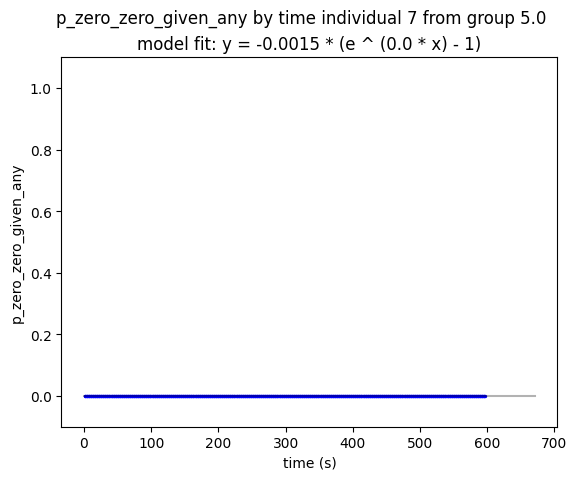 p_zero_zero_given_any by time individual 7 from group 5.0
model fit: y = -0.0015 * (e ^ (0.0 * x) - 1)
1.0
0.8
0.6
0.4
0.2
0.0
p_zero_zero_given_any
0 100 200 300 400 500 600 700
time (s)